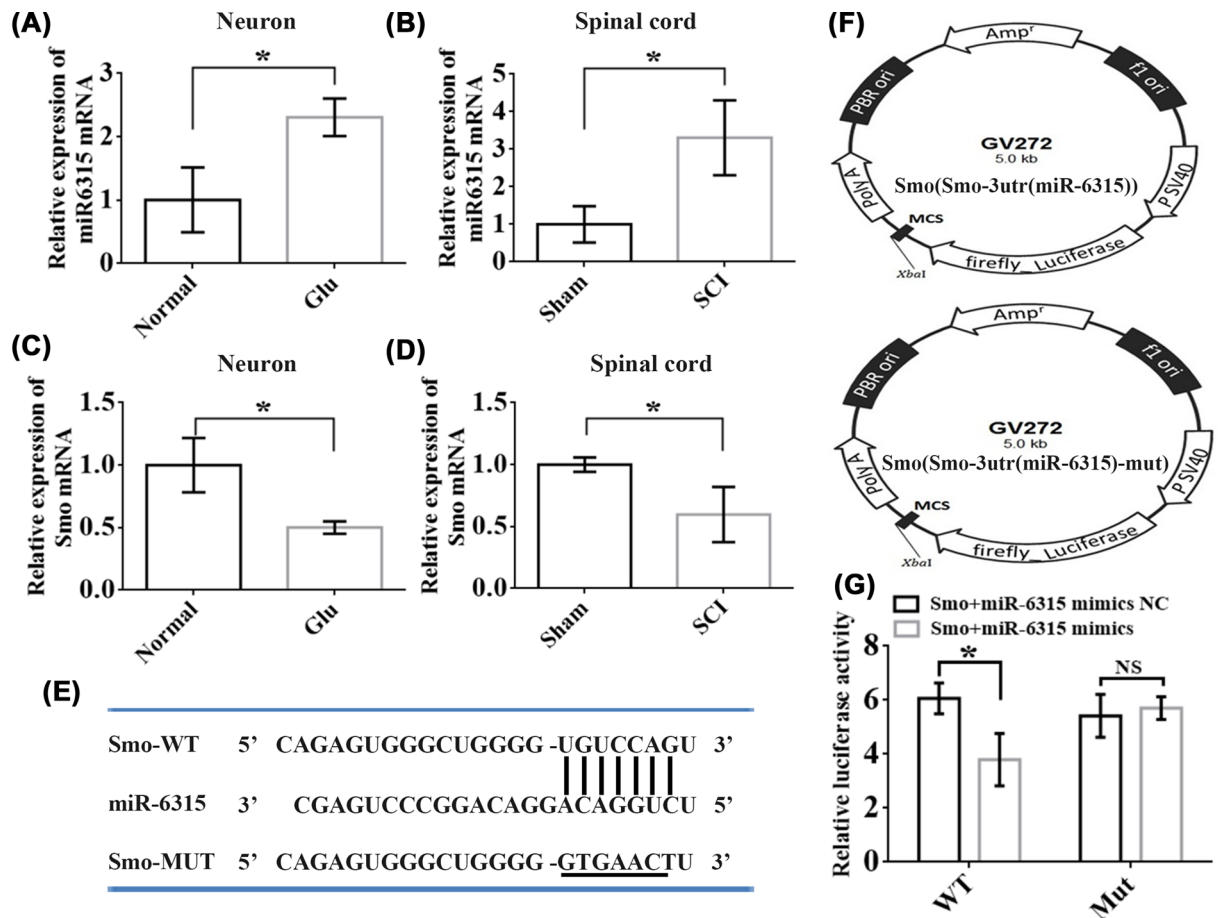 (A)
Neuron
Relative expression of
miR6315 mRNA
3
2
1
0
*
Normal
Glu
(B)
Spinal cord
Relative expression of
miR6315 mRNA
5
4
3
2
1
0
*
Sham
SCI
(C)
Neuron
Relative expression of
Smo mRNA
1.5
1.0
0.5
0.0
*
Normal
Glu
(D)
Spinal cord
Relative expression of
Smo mRNA
1.5
1.0
0.5
0.0
*
Sham
SCI
(E)
Smo-WT 5’ CAGAGUGGGCUGGGG -UGUCCAGU 3’
miR-6315 3’ CGAGUCCCGGACAGGACAGGUCU 5’
Smo-MUT 5’ CAGAGUGGGCUGGGG -GTGAACTU 3’
(F)
Ampr
PBR ori
f1 ori
GV272
5.0 kb
Smo(Smo-3utr(miR-6315))
Poly A
P SV40
MCS
XbaI
firefly_Luciferase
Ampr
PBR ori
f1 ori
GV272
5.0 kb
Smo(Smo-3utr(miR-6315)-mut)
Poly A
P SV40
MCS
XbaI
firefly_Luciferase
(G)
Smo+miR-6315 mimics NC
Smo+miR-6315 mimics
Relative luciferase activity
8
6
4
2
0
*
NS
WT
Mut